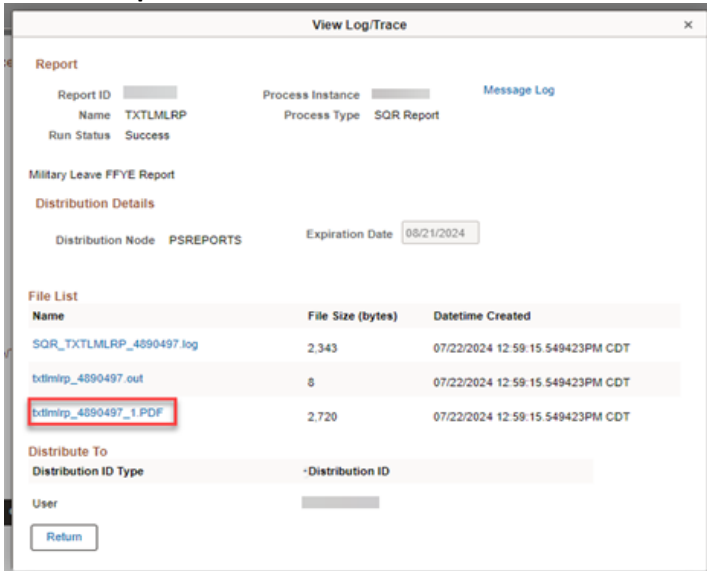 View Log/Trace ×
Report
Report ID Process Instance Message Log
Name TXTLMLRP Process Type SQR Report
Run Status Success
Military Leave FFYE Report
Distribution Details
Distribution Node PSREPORTS Expiration Date 08/21/2024
File List
Name File Size (bytes) Datetime Created
SQR_TXTLMLRP_4890497.log 2,343 07/22/2024 12:59:15.549423PM CDT
txtlmlrp_4890497.out 8 07/22/2024 12:59:15.549423PM CDT
txtlmlrp_4890497_1.PDF 2,720 07/22/2024 12:59:15.549423PM CDT
Distribute To
Distribution ID Type *Distribution ID
User
Return